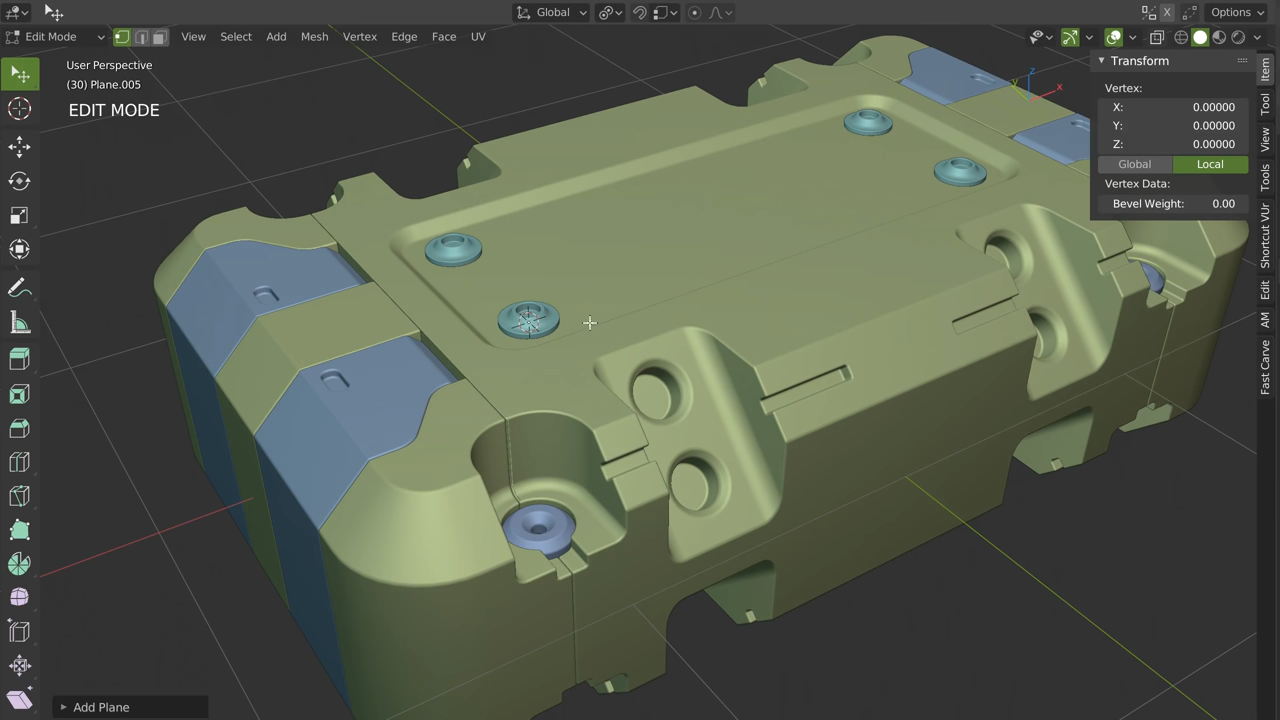 Global
X
Options
Edit Mode
View Select Add Mesh Vertex Edge Face UV
User Perspective
(30) Plane.005
EDIT MODE
Transform
Vertex:
X: 0.00000
Y: 0.00000
Z: 0.00000
Global Local
Vertex Data:
Bevel Weight: 0.00
Item
Tool
View
Tools
Shortcut VUr
Edit
AM
Fast Carve
z
y
x
Add Plane